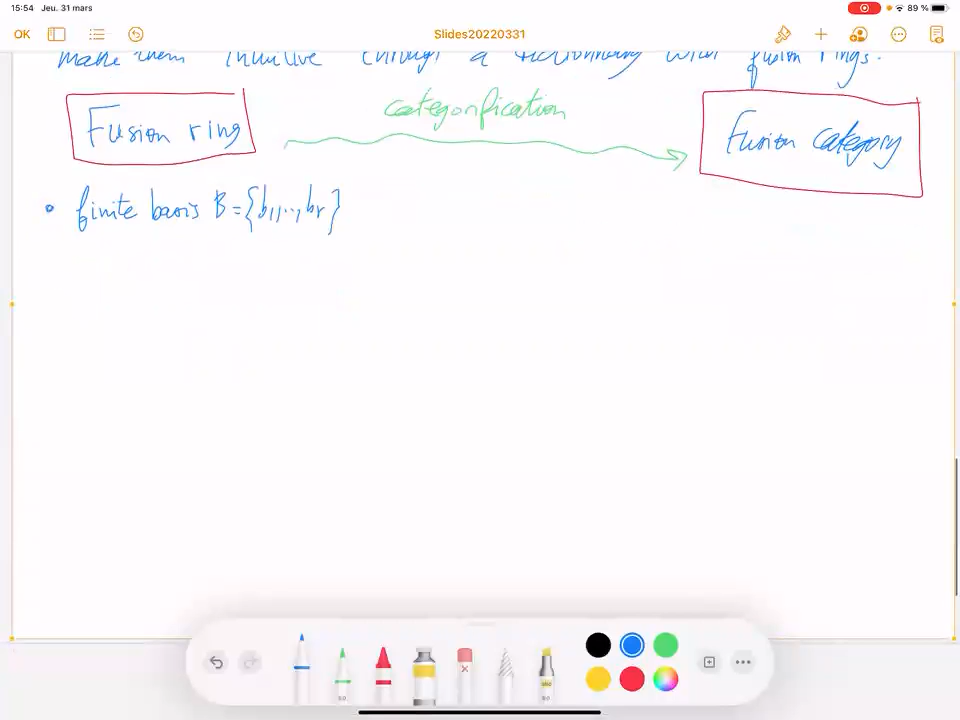 15:54 Jeu. 31 mars 89 %
OK Slides20220331
make them intuitive through a dictionnary with fusion rings.
categorification
Fusion ring Fusion category
• finite basis B = {b₁,..., bᵣ}